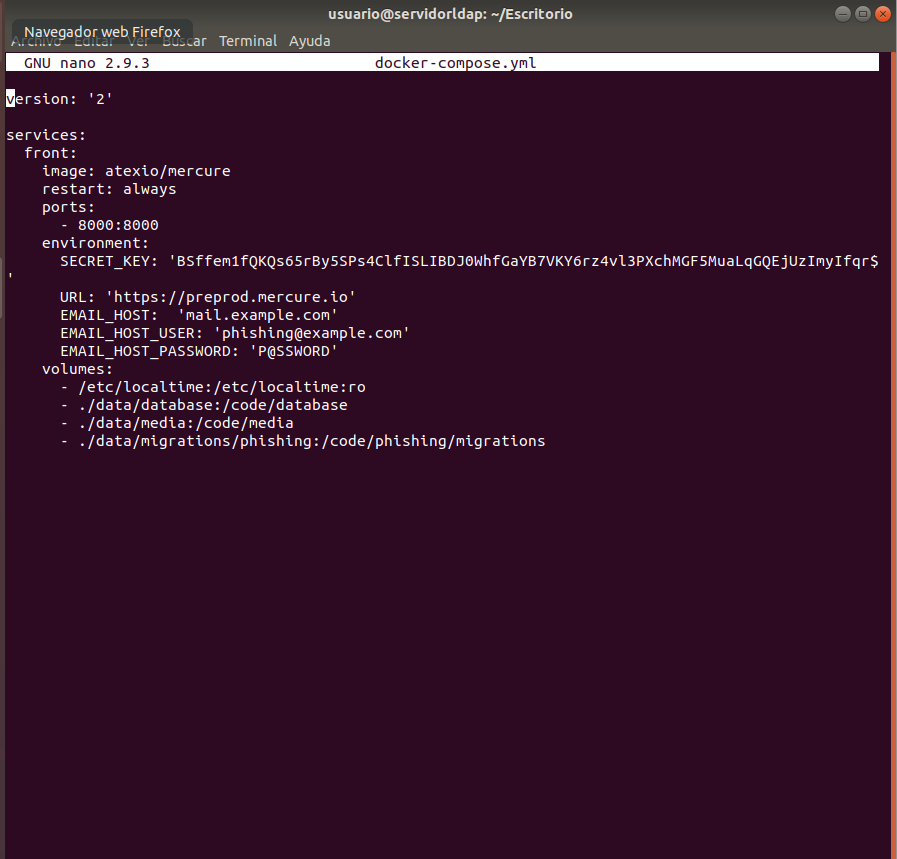 usuario@servidorldap: ~/Escritorio
Navegador web Firefox
Archivo Editar Ver Buscar Terminal Ayuda
GNU nano 2.9.3 docker-compose.yml
version: '2'
services:
front:
image: atexio/mercure
restart: always
ports:
- 8000:8000
environment:
SECRET_KEY: 'BSffem1fQKQs65rBy5SPs4ClfISLIBDJ0WhfGaYB7VKY6rz4vl3PXchMGF5MuaLqGQEjUzImyIfqr$
'
URL: 'https://preprod.mercure.io'
EMAIL_HOST:  'mail.example.com'
EMAIL_HOST_USER: 'phishing@example.com'
EMAIL_HOST_PASSWORD: 'P@SSWORD'
volumes:
- /etc/localtime:/etc/localtime:ro
- ./data/database:/code/database
- ./data/media:/code/media
- ./data/migrations/phishing:/code/phishing/migrations